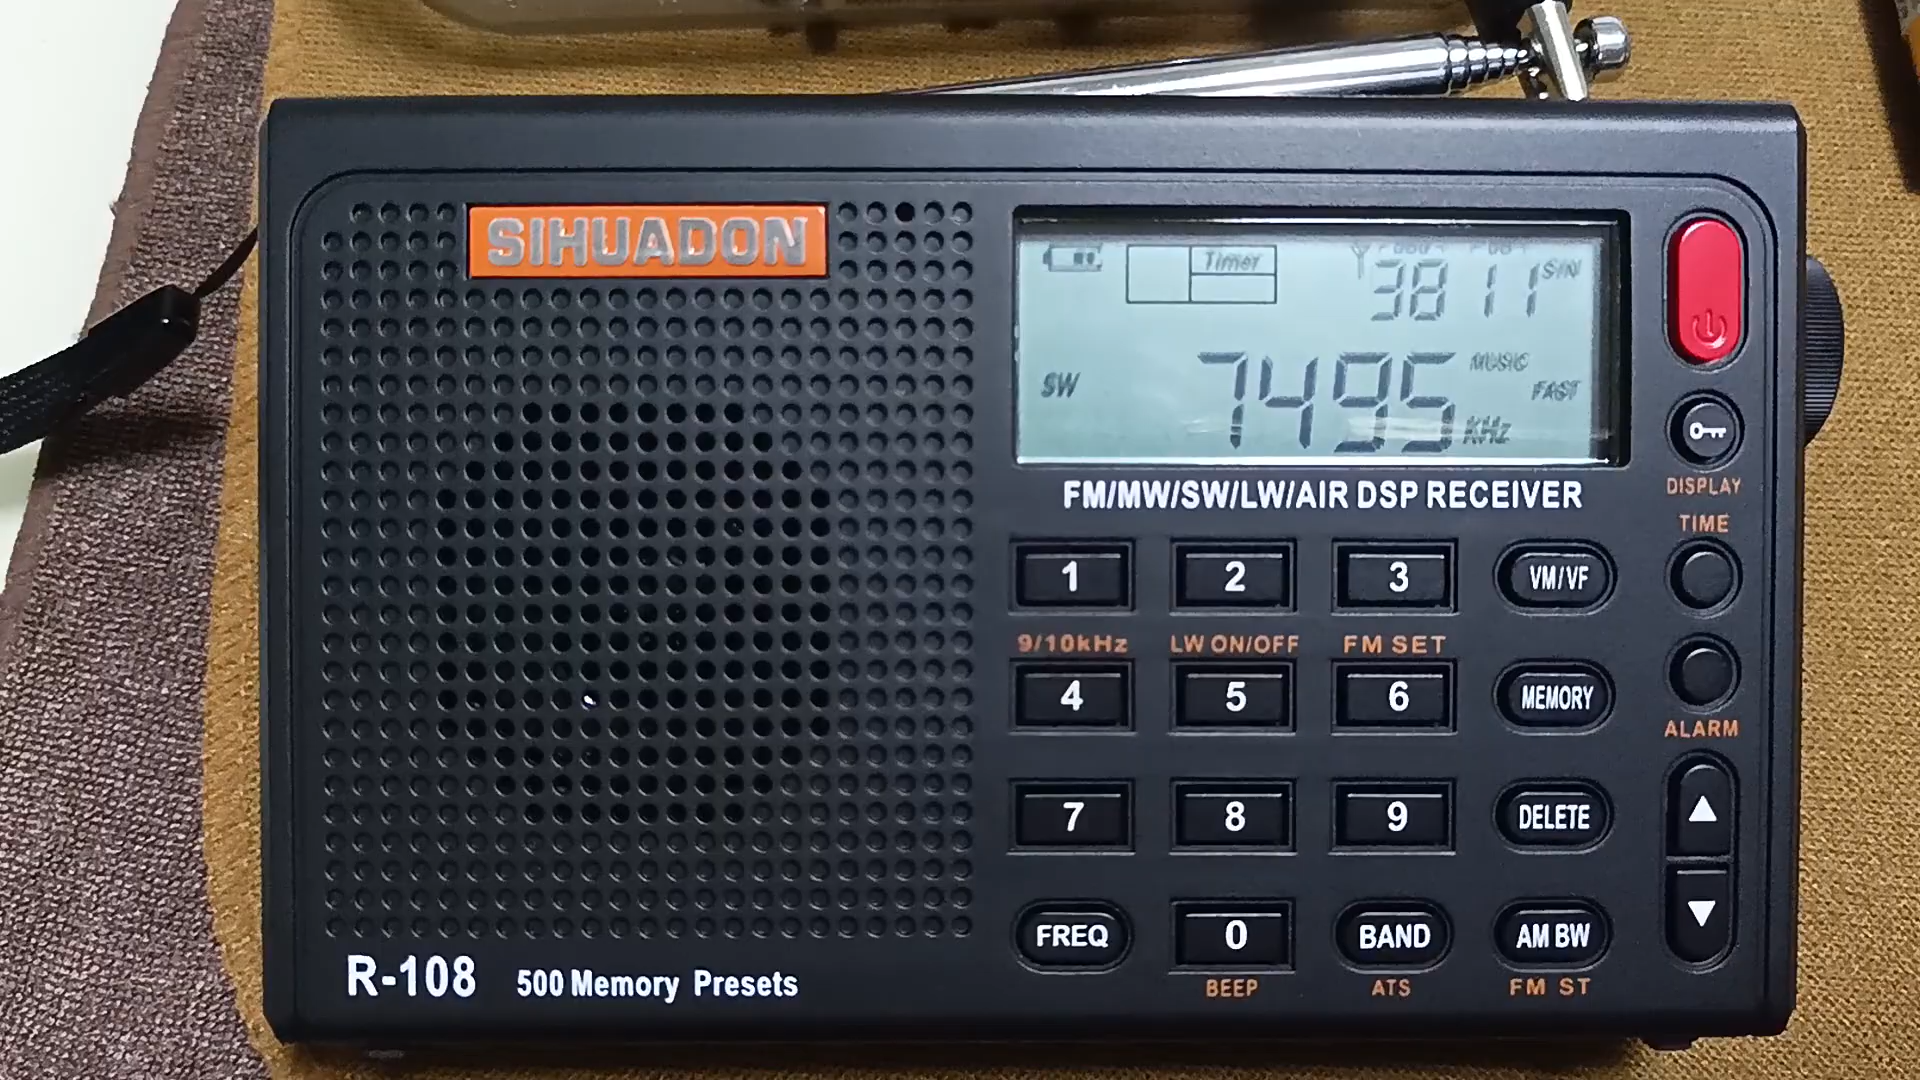 SIHUADON
Timer
3811 S/N
SW 7495 kHz
MUSIC
FAST
FM/MW/SW/LW/AIR DSP RECEIVER
DISPLAY
TIME
1 2 3 VM/VF
9/10kHz LW ON/OFF FM SET
4 5 6 MEMORY
ALARM
7 8 9 DELETE
FREQ 0 BAND AM BW
BEEP ATS FM ST
R-108 500 Memory Presets